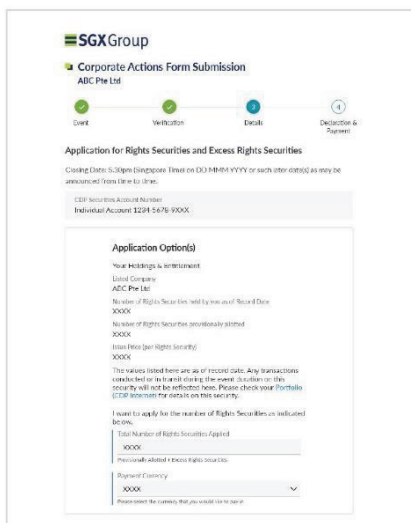 SGXGroup
Corporate Actions Form Submission
ABC Pte Ltd
3
4
Event
Verification
Details
Declaration &
Payment
Application for Rights Securities and Excess Rights Securities
Closing Date: 5.30pm (Singapore Time) on DD MMM YYYY or such later date(s) as may be
announced from time to time.
CDP Securities Account Number
Individual Account 1234-5678-9XXX
Application Option(s)
Your Holdings & Entitlement
Listed Company
ABC Pte Ltd
Number of Rights Securities held by you as of Record Date
XXXX
Number of Rights Securities provisionally allotted
XXXX
Issue Price (per Rights Security)
XXXX
The values listed here are as of record date. Any transactions
conducted or in transit during the event duration on this
security will not be reflected here. Please check your Portfolio
(CDP Internet) for details on this security.
I want to apply for the number of Rights Securities as indicated
below.
Total Number of Rights Securities Applied
XXXX
Provisionally Allotted + Excess Rights Securities
Payment Currency
XXXX
Please select the currency that you would like to